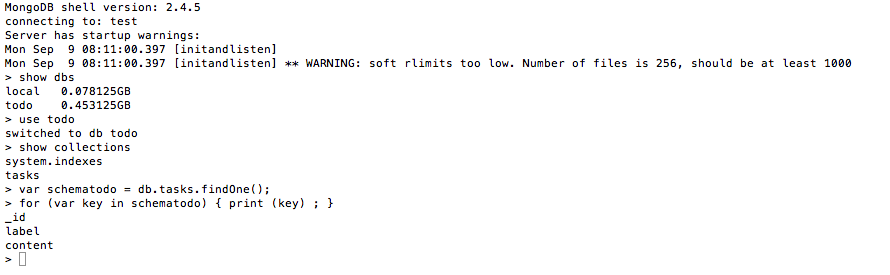 MongoDB shell version: 2.4.5
connecting to: test
Server has startup warnings:
Mon Sep  9 08:11:00.397 [initandlisten]
Mon Sep  9 08:11:00.397 [initandlisten] ** WARNING: soft rlimits too low. Number of files is 256, should be at least 1000
> show dbs
local   0.078125GB
todo    0.453125GB
> use todo
switched to db todo
> show collections
system.indexes
tasks
> var schematodo = db.tasks.findOne();
> for (var key in schematodo) { print (key) ; }
_id
label
content
>